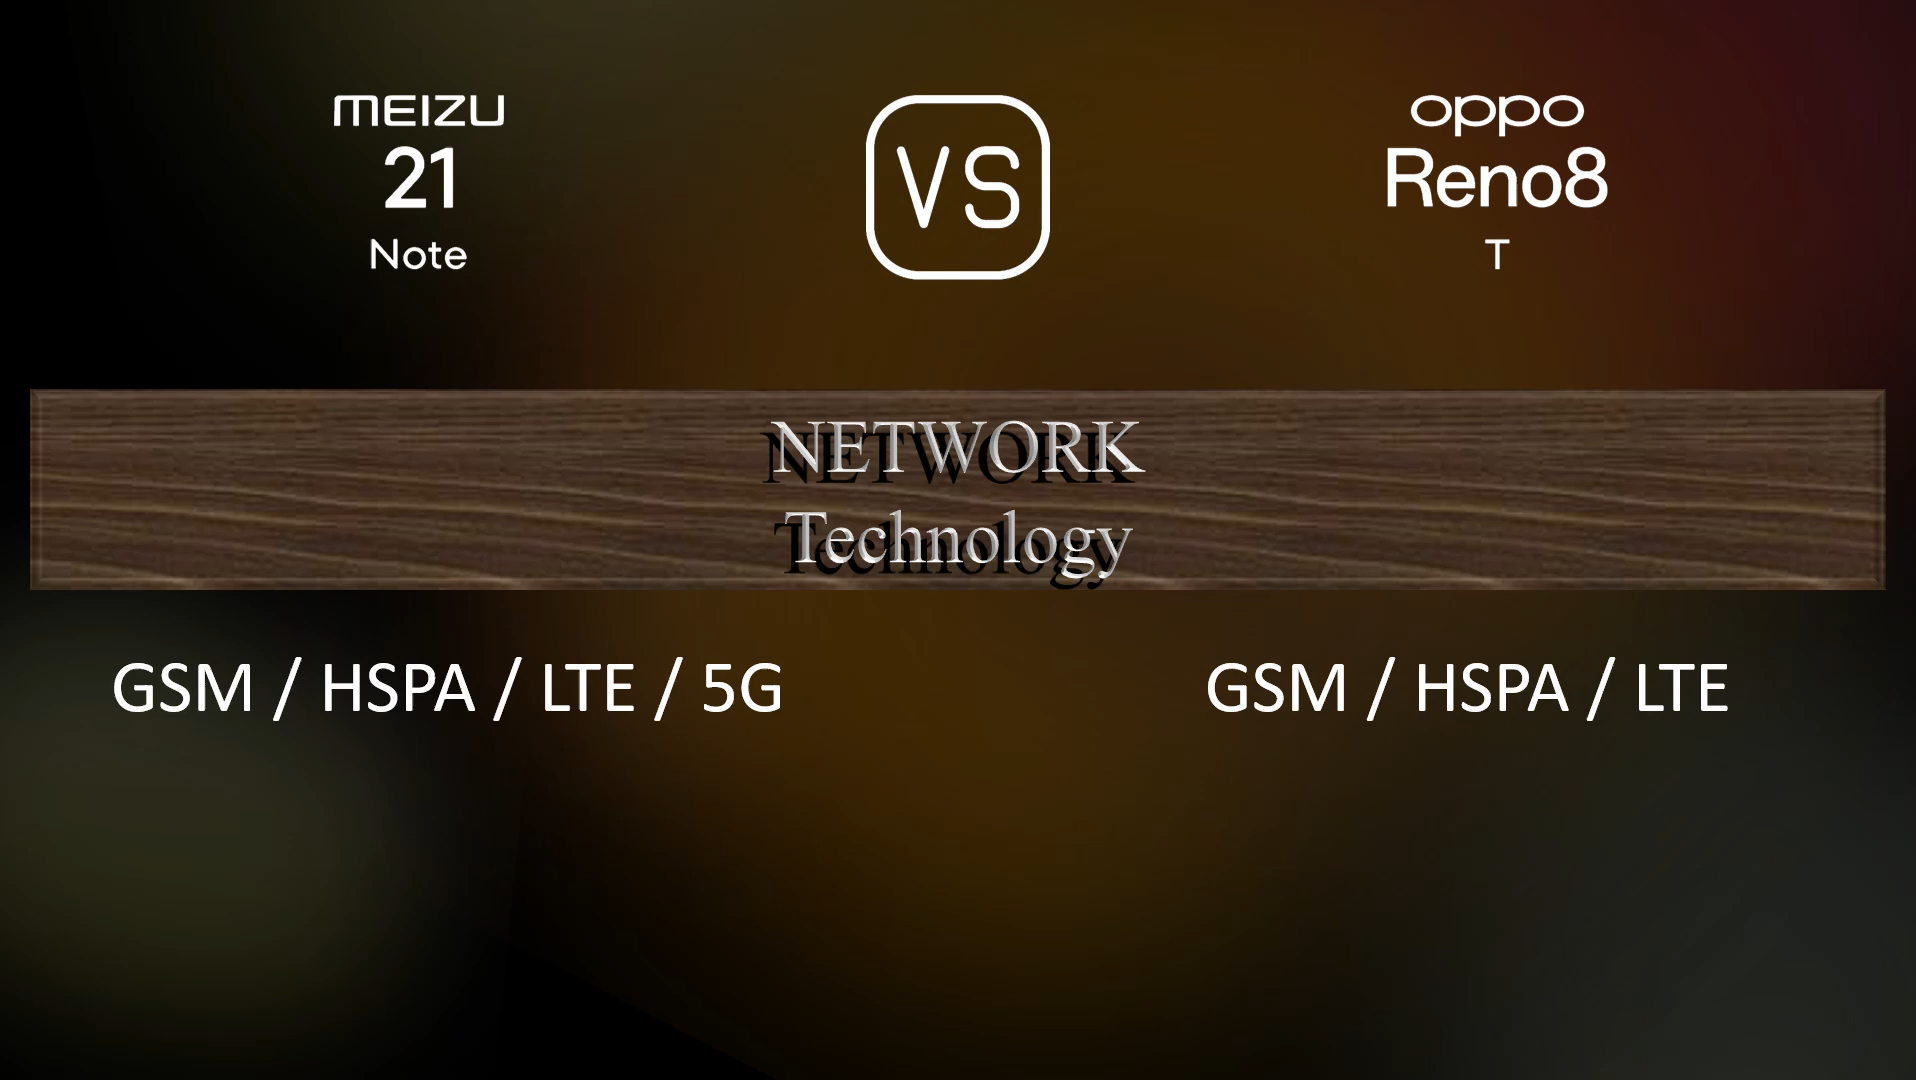 MEIZU
21
Note
VS
oppo
Reno8
T
NETWORK
Technology
GSM / HSPA / LTE / 5G
GSM / HSPA / LTE